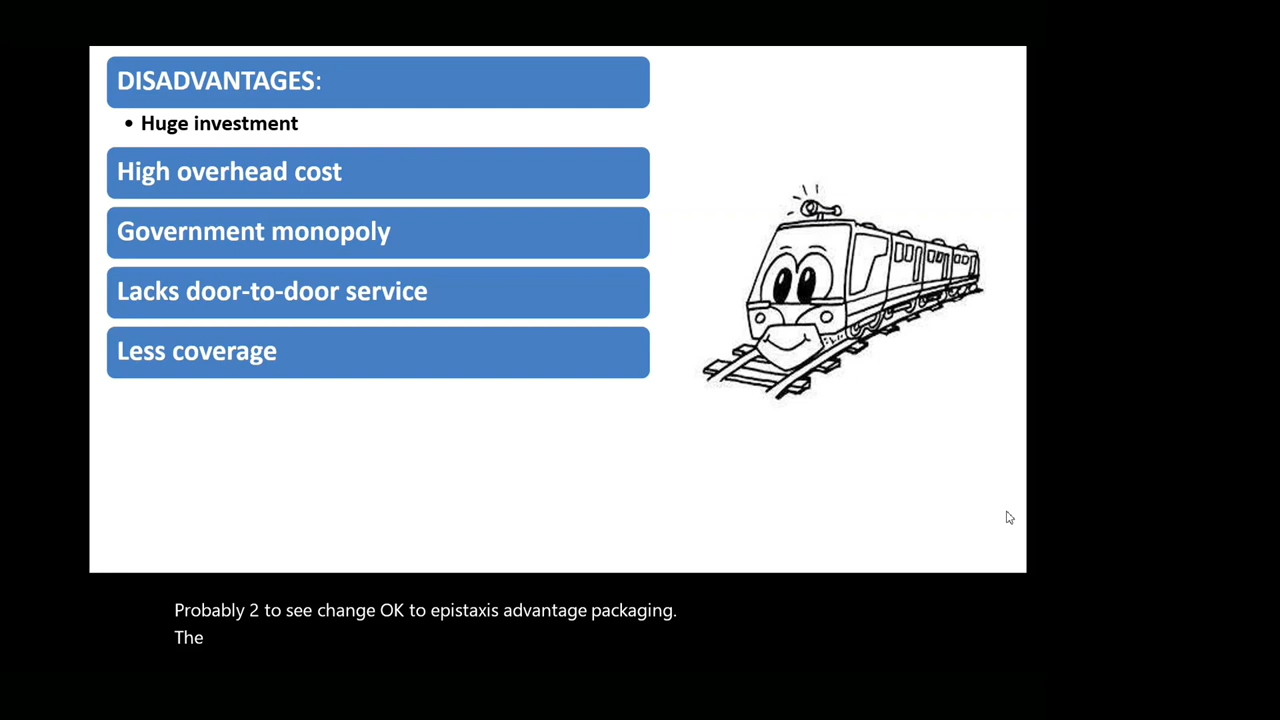 DISADVANTAGES:
• Huge investment
High overhead cost
Government monopoly
Lacks door-to-door service
Less coverage
Probably 2 to see change OK to epistaxis advantage packaging.
The